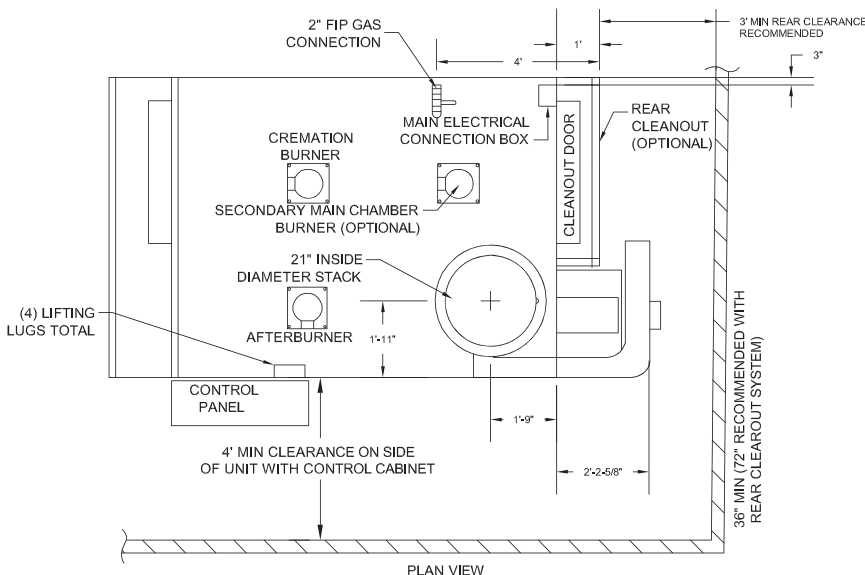 2" FIP GAS
CONNECTION
3' MIN REAR CLEARANCE
RECOMMENDED
1'
4'
3"
MAIN ELECTRICAL
CONNECTION BOX
REAR
CLEANOUT
(OPTIONAL)
CLEANOUT DOOR
CREMATION
BURNER
SECONDARY MAIN CHAMBER
BURNER (OPTIONAL)
21" INSIDE
DIAMETER STACK
(4) LIFTING
LUGS TOTAL
AFTERBURNER
1'-11"
CONTROL
PANEL
1'-9"
2'-2-5/8"
4' MIN CLEARANCE ON SIDE
OF UNIT WITH CONTROL CABINET
36" MIN (72" RECOMMENDED WITH
REAR CLEAROUT SYSTEM)
PLAN VIEW